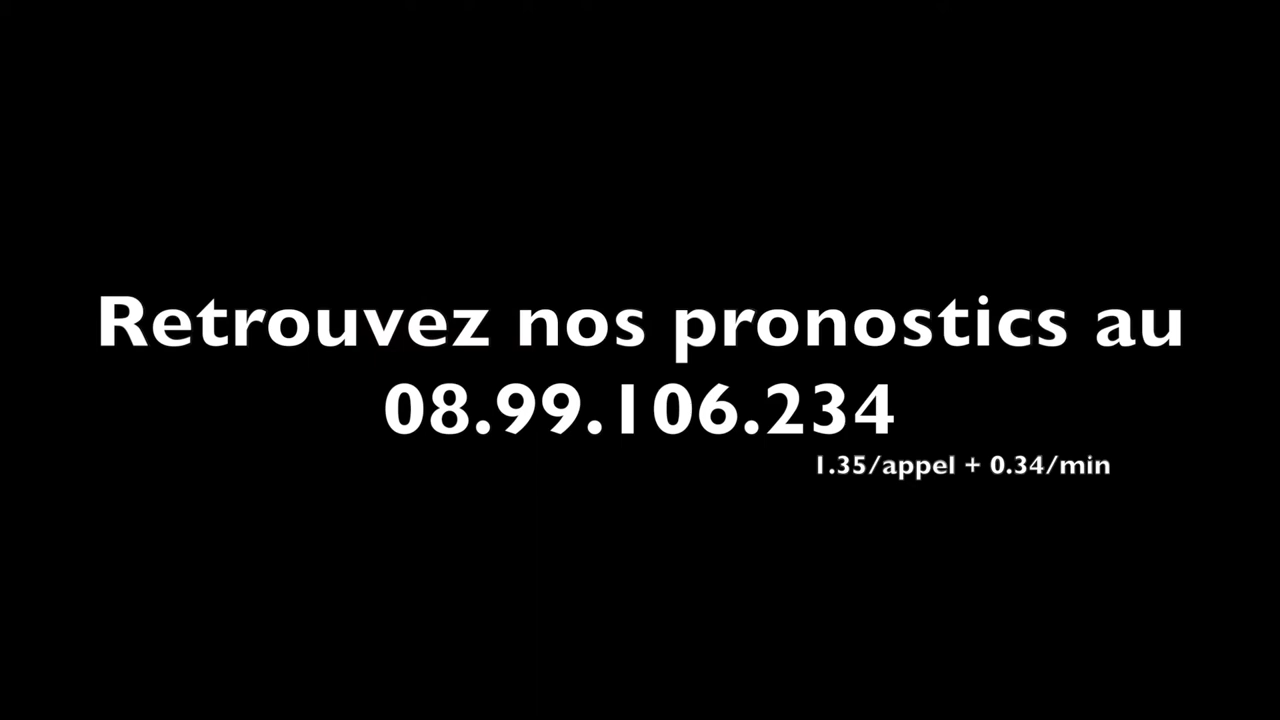 Retrouvez nos pronostics au
08.99.106.234
1.35/appel + 0.34/min